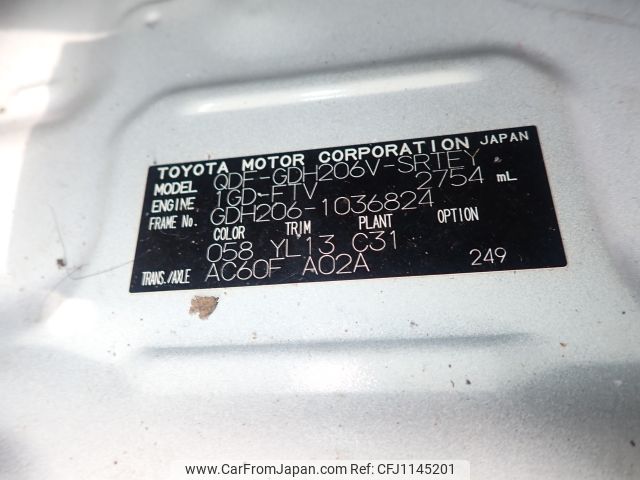 TOYOTA MOTOR CORPORATION JAPAN
MODEL QDF-GDH206V-SRTEY
ENGINE 1GD-FTV 2754 mL
FRAME No. GDH206-1036824
COLOR TRIM PLANT OPTION
058 YL13 C31
TRANS./AXLE AC60F A02A 249
www.CarFromJapan.com - Ref No: CFJ1145201